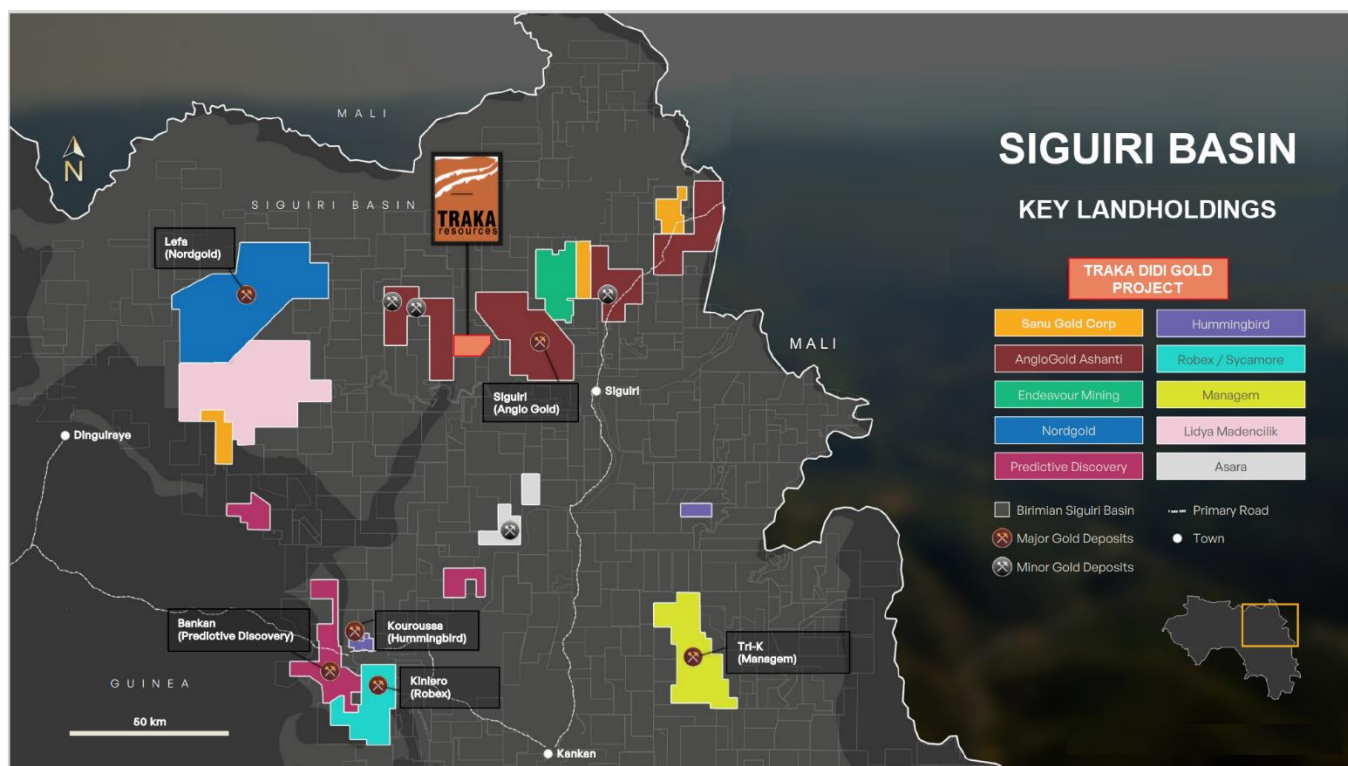 SIGUIRI BASIN
KEY LANDHOLDINGS
TRAKA DIDI GOLD
PROJECT
Sanu Gold Corp
Hummingbird
AngloGold Ashanti
Robex / Sycamore
Endeavour Mining
Managem
Nordgold
Lidya Madencilik
Predictive Discovery
Asara
Birimian Siguiri Basin
Primary Road
Major Gold Deposits
Town
Minor Gold Deposits
MALI
N
SIGUIRI BASIN
TRAKA
resources
Lefa
(Nordgold)
MALI
Siguiri
Siguiri
(Anglo Gold)
Dinguiraye
Bankan
(Predictive Discovery)
Kouroussa
(Hummingbird)
Tri-K
(Managem)
Kiniero
(Robex)
GUINEA
50 km
Kankan